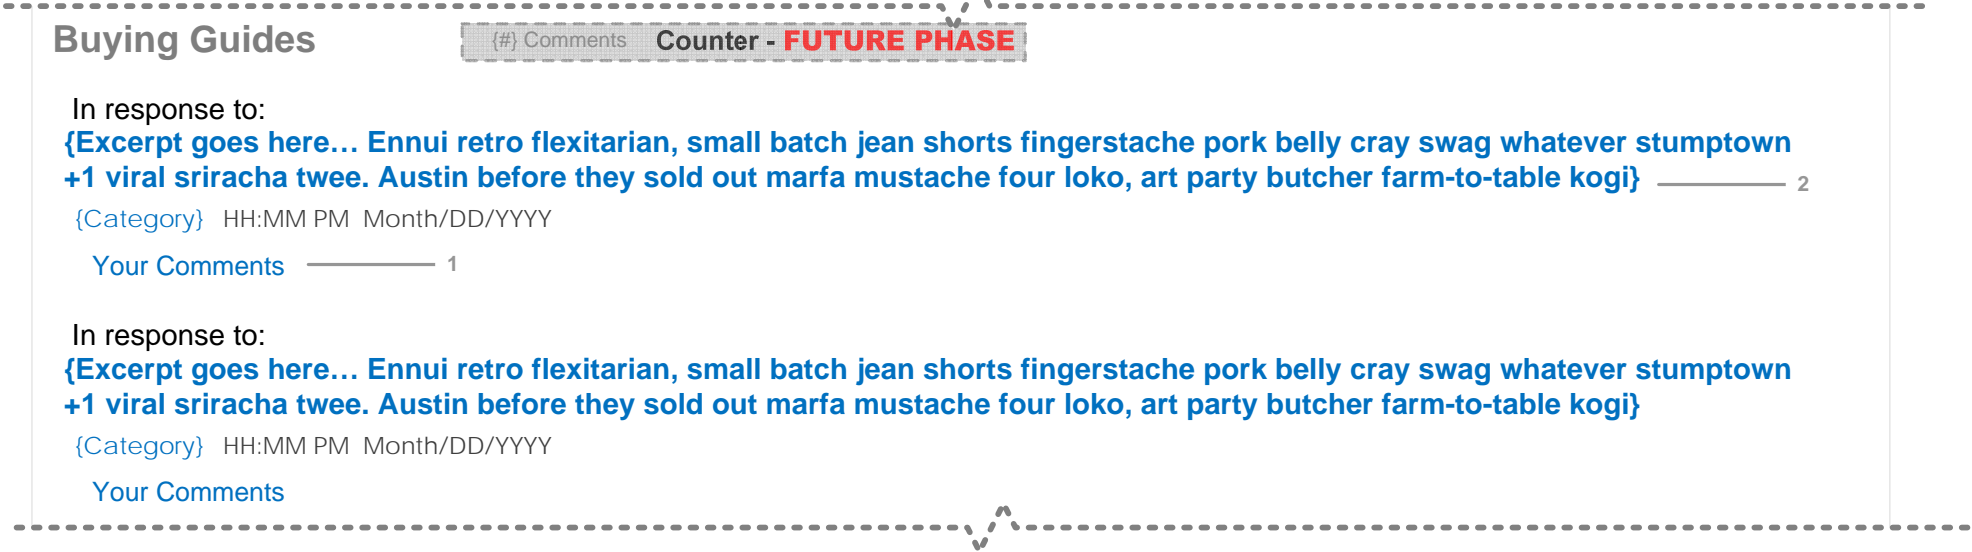 Buying Guides {#} Comments Counter - FUTURE PHASE
In response to:
{Excerpt goes here… Ennui retro flexitarian, small batch jean shorts fingerstache pork belly cray swag whatever stumptown
+1 viral sriracha twee. Austin before they sold out marfa mustache four loko, art party butcher farm-to-table kogi} 2
{Category} HH:MM PM Month/DD/YYYY
Your Comments 1
In response to:
{Excerpt goes here… Ennui retro flexitarian, small batch jean shorts fingerstache pork belly cray swag whatever stumptown
+1 viral sriracha twee. Austin before they sold out marfa mustache four loko, art party butcher farm-to-table kogi}
{Category} HH:MM PM Month/DD/YYYY
Your Comments